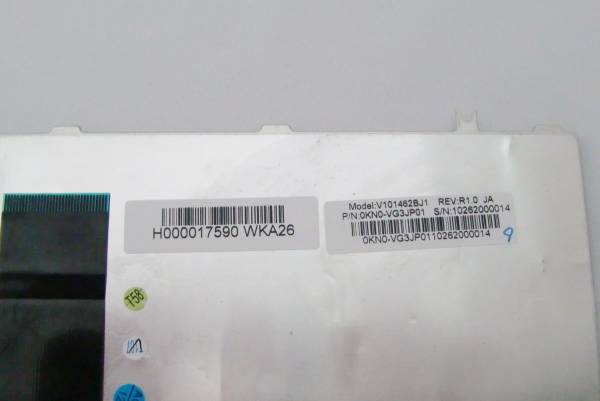 H000017590 WKA26
Model:V101462BJ1 REV:R1.0 JA
P/N:0KN0-VG3JP01 S/N:10262000014
0KN0-VG3JP0110262000014
9
T58